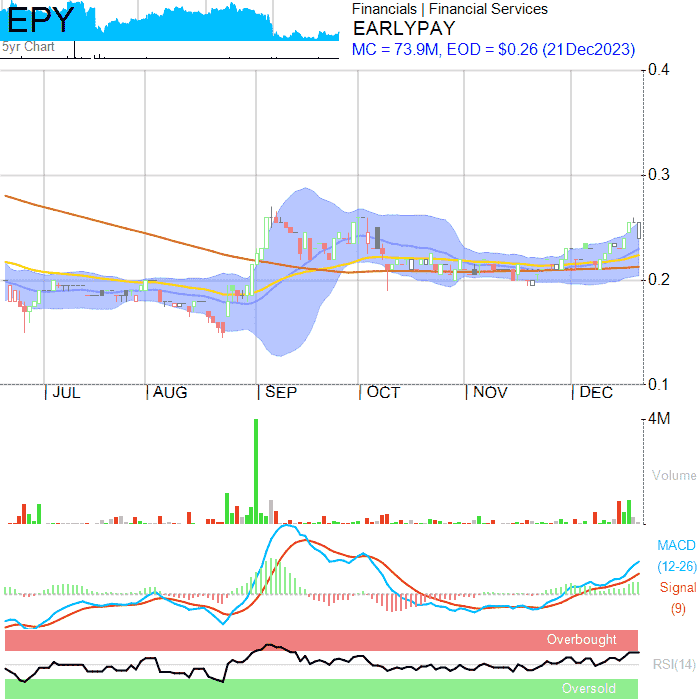 EPY
5yr Chart
Financials | Financial Services
EARLYPAY
MC = 73.9M, EOD = $0.26 (21Dec2023)
0.4
0.3
0.2
0.1
JUL
AUG
SEP
OCT
NOV
DEC
4M
Volume
MACD
(12-26)
Signal
(9)
Overbought
RSI(14)
Oversold